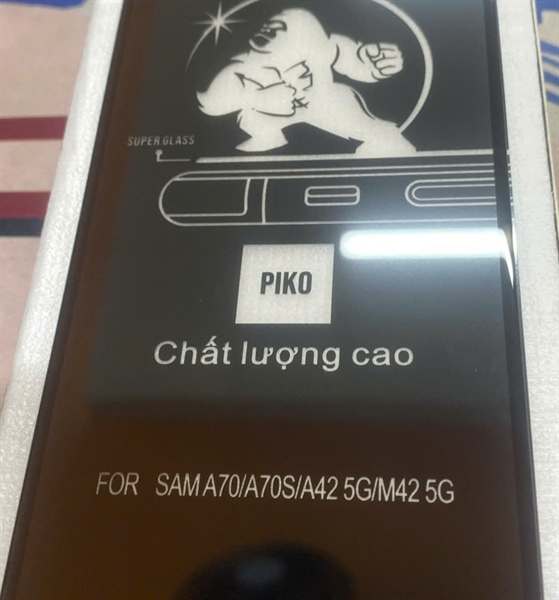 SUPER GLASS
PIKO
Chất lượng cao
FOR SAM A70/A70S/A42 5G/M42 5G